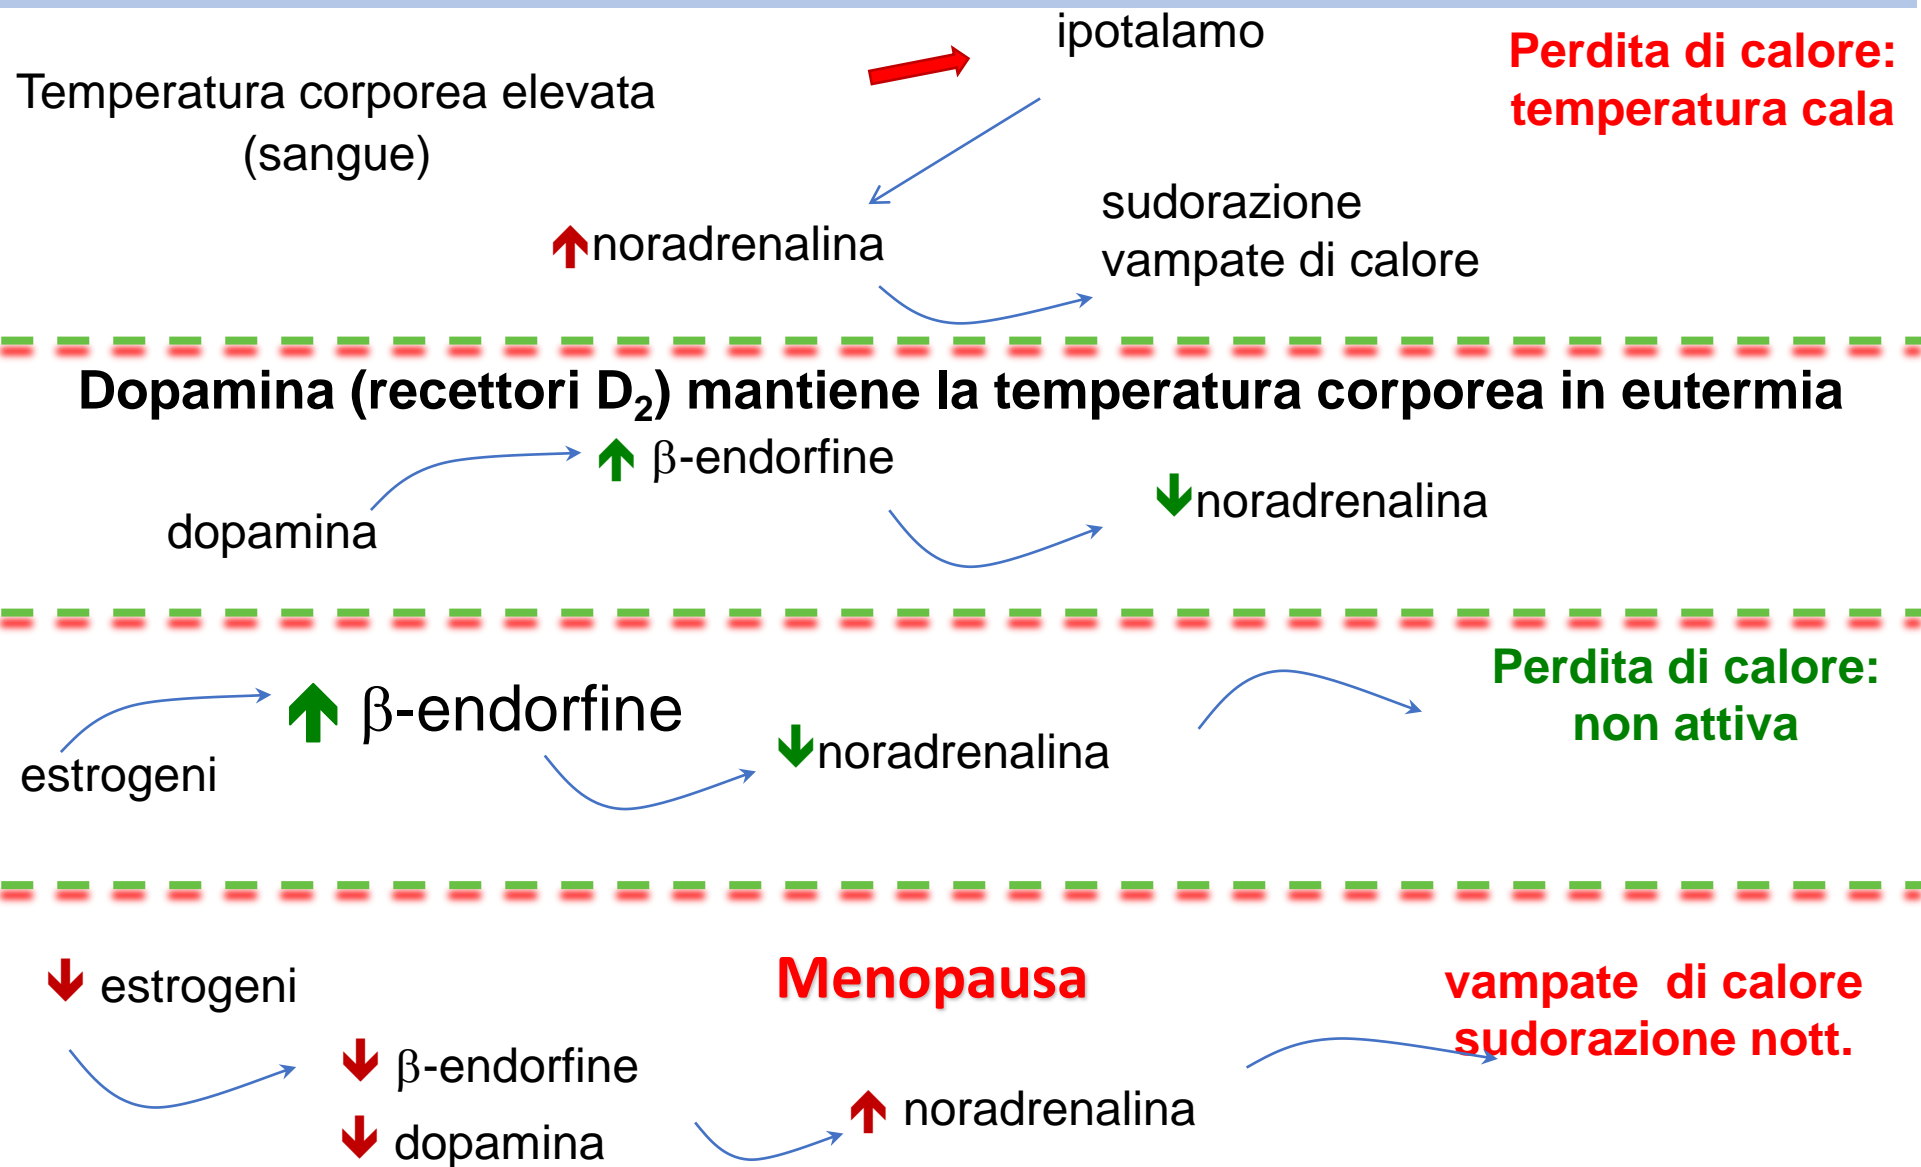 ipotalamo
Perdita di calore:
temperatura cala
Temperatura corporea elevata
(sangue)
sudorazione
vampate di calore
noradrenalina
Dopamina (recettori D₂) mantiene la temperatura corporea in eutermia
β-endorfine
noradrenalina
dopamina
Perdita di calore:
non attiva
β-endorfine
noradrenalina
estrogeni
Menopausa
estrogeni
vampate di calore
sudorazione nott.
β-endorfine
noradrenalina
dopamina